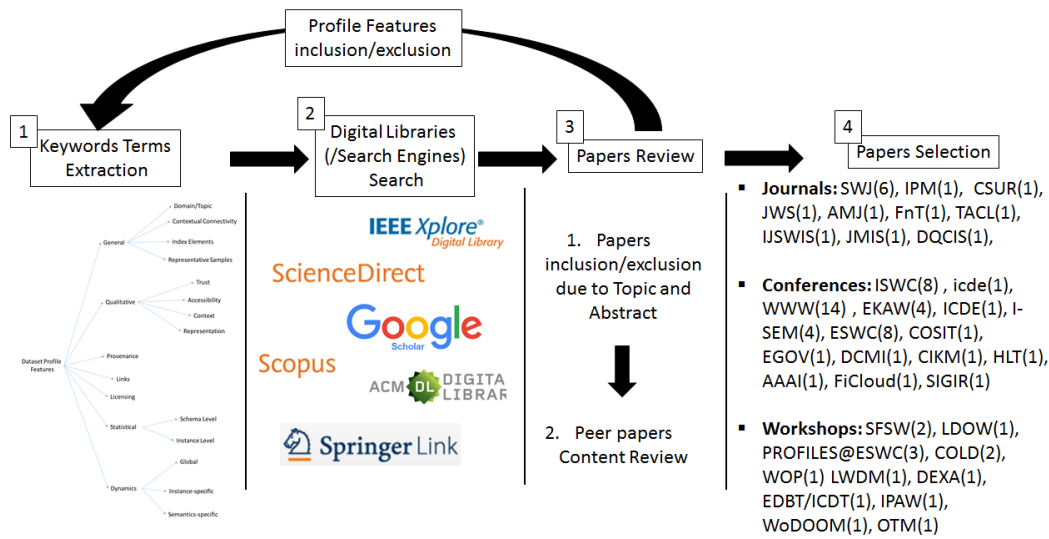 Profile Features
inclusion/exclusion
1
Keywords Terms
Extraction
2
Digital Libraries
(/Search Engines)
Search
3
Papers Review
4
Papers Selection
Domain/Topic
Contextual Connectivity
General
Index Elements
Representative Samples
Trust
Qualitative
Accessibility
Context
Representation
Provenance
Dataset Profile
Features
Links
Licensing
Schema Level
Statistical
Instance Level
Global
Dynamics
Instance-specific
Semantics-specific
IEEE Xplore®
Digital Library
ScienceDirect
Google
Scholar
Scopus
ACM DL DIGITAL
LIBRAR
Springer Link
1. Papers
inclusion/exclusion
due to Topic and
Abstract
2. Peer papers
Content Review
▪ Journals: SWJ(6), IPM(1), CSUR(1),
JWS(1), AMJ(1), FnT(1), TACL(1),
IJSWIS(1), JMIS(1), DQCIS(1),
▪ Conferences: ISWC(8) , icde(1),
WWW(14) , EKAW(4), ICDE(1), I-
SEM(4), ESWC(8), COSIT(1),
EGOV(1), DCMI(1), CIKM(1), HLT(1),
AAAI(1), FiCloud(1), SIGIR(1)
▪ Workshops: SFSW(2), LDOW(1),
PROFILES@ESWC(3), COLD(2),
WOP(1) LWDM(1), DEXA(1),
EDBT/ICDT(1), IPAW(1),
WoDOOM(1), OTM(1)